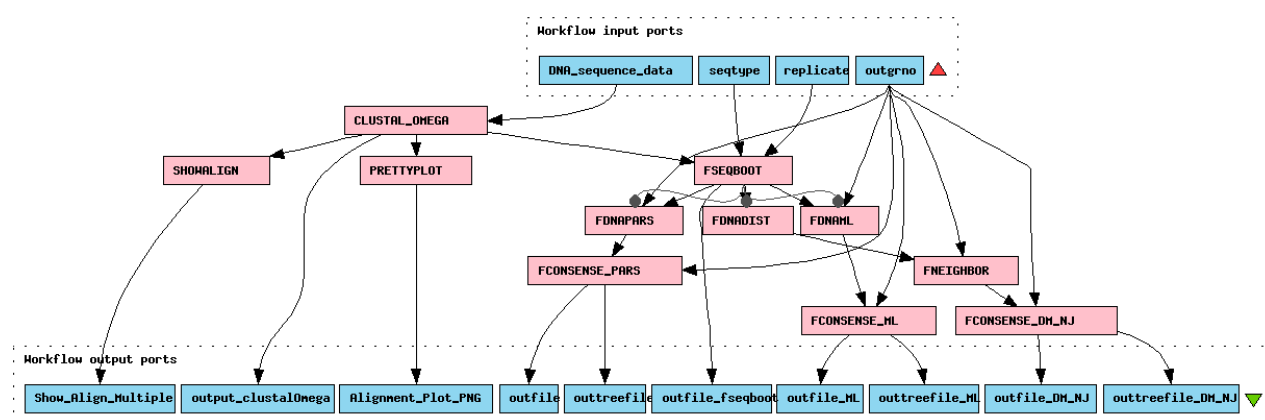 Workflow input ports
DNA_sequence_data
seqtype
replicate
outgrno
CLUSTAL_OMEGA
SHOWALIGN
PRETTYPLOT
FSEQBOOT
FDNAPARS
FDNADIST
FDNAML
FCONSENSE_PARS
FNEIGHBOR
FCONSENSE_ML
FCONSENSE_DM_NJ
Workflow output ports
Show_Align_Multiple
output_clustalOmega
Alignment_Plot_PNG
outfile
outtreefile
outfile_fseqboot
outfile_ML
outtreefile_ML
outfile_DM_NJ
outtreefile_DM_NJ